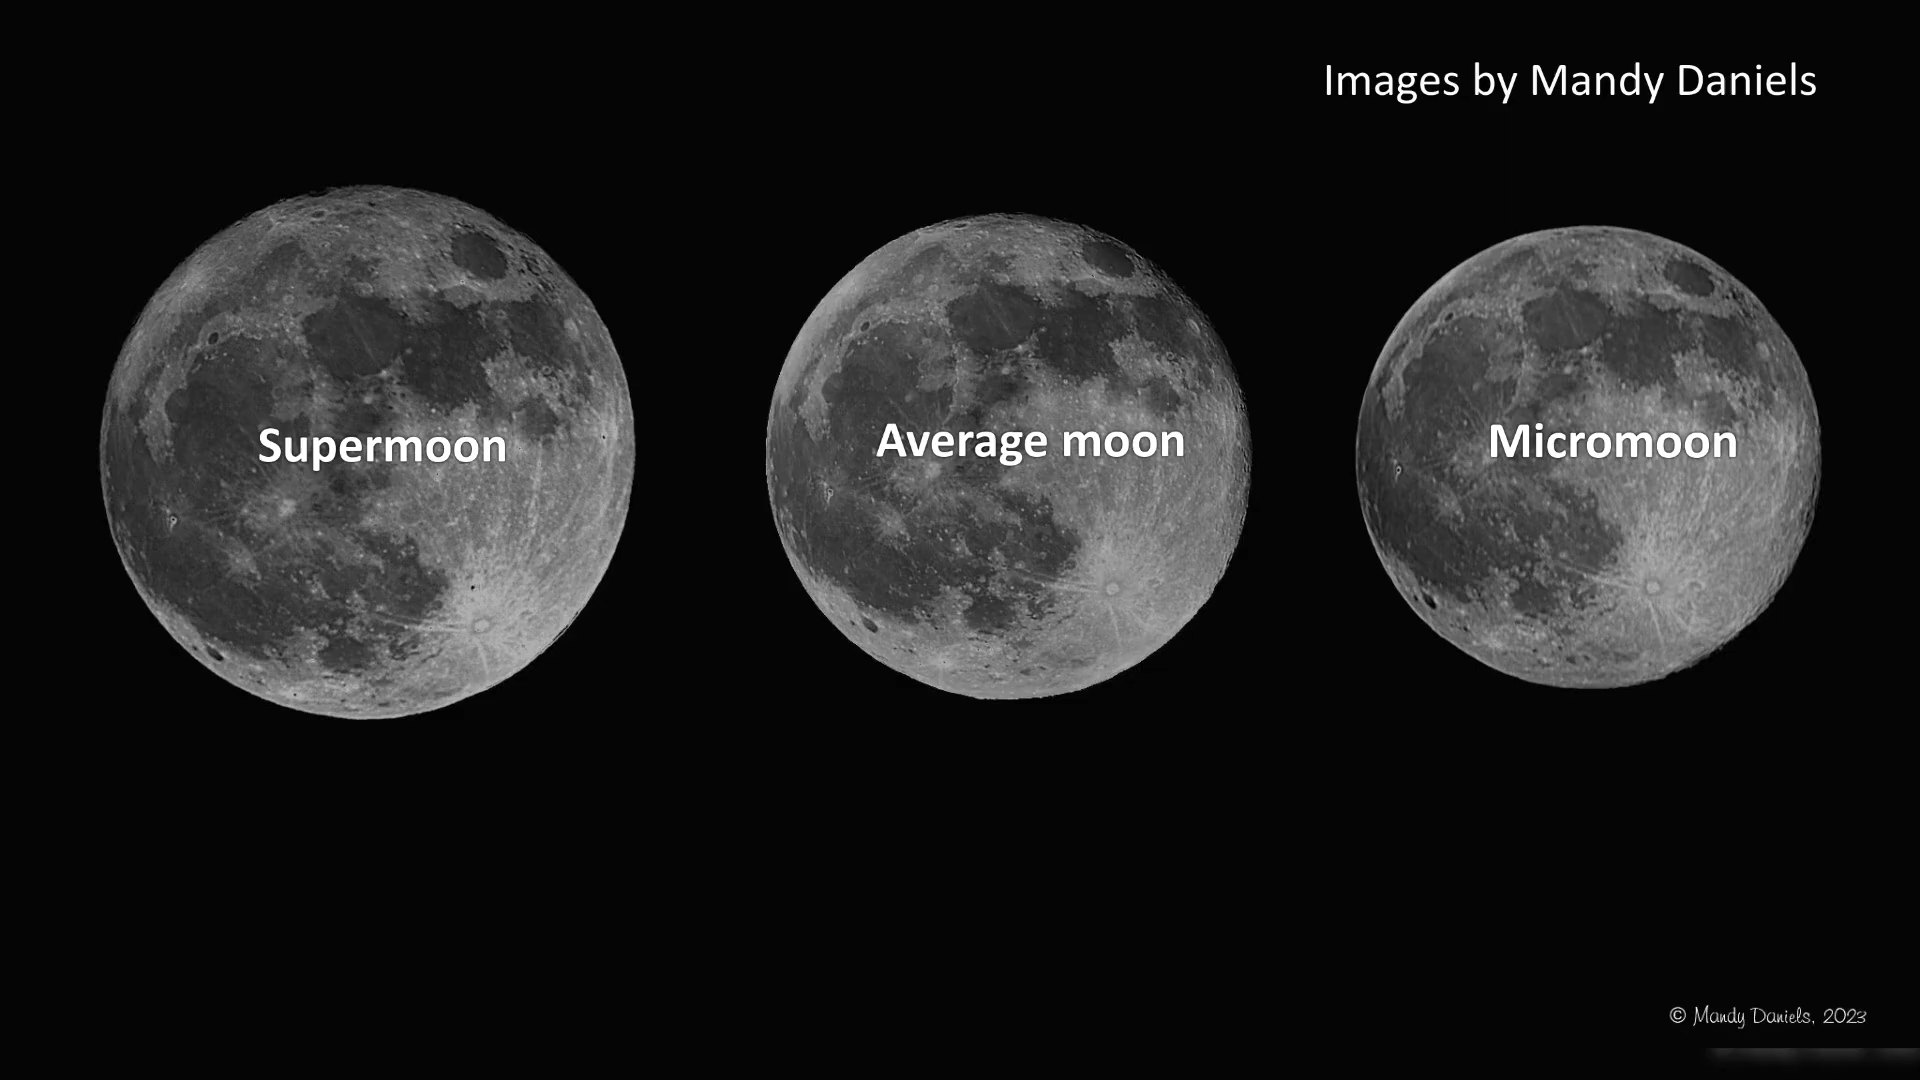 Images by Mandy Daniels
Supermoon
Average moon
Micromoon
© Mandy Daniels, 2023